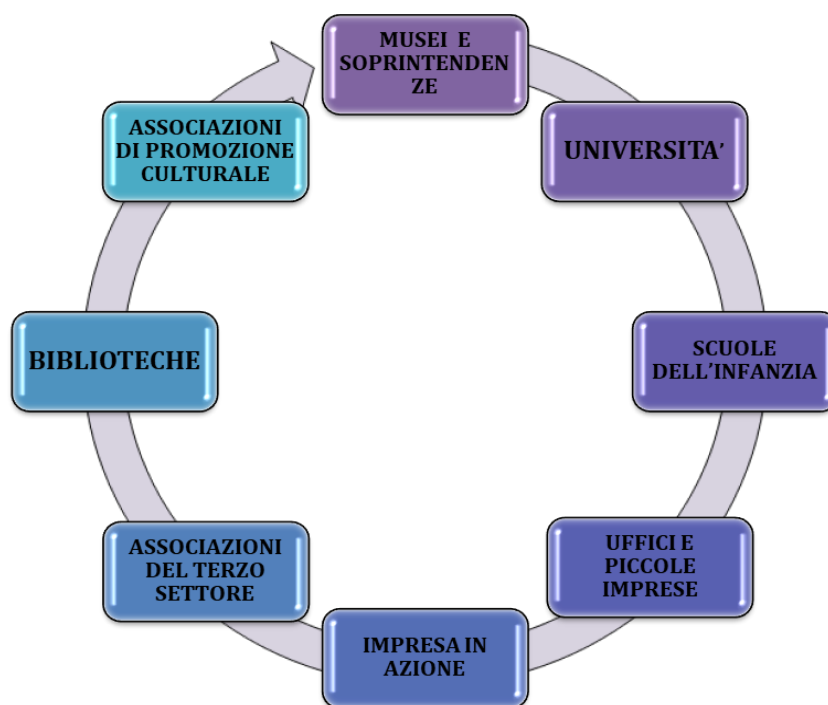 MUSEI E
SOPRINTENDEN
ZE
UNIVERSITA’
SCUOLE
DELL’INFANZIA
UFFICI E
PICCOLE
IMPRESE
IMPRESA IN
AZIONE
ASSOCIAZIONI
DEL TERZO
SETTORE
BIBLIOTECHE
ASSOCIAZIONI
DI PROMOZIONE
CULTURALE